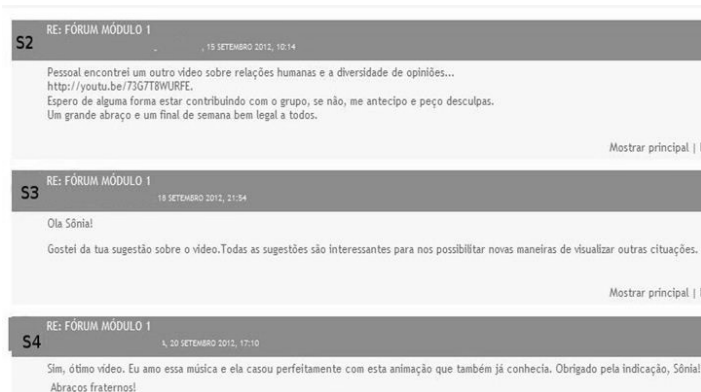 S2
RE: FÓRUM MÓDULO 1
, 15 SETEMBRO 2012, 10:14
Pessoal encontrei um outro video sobre relações humanas e a diversidade de opiniões...
http://youtu.be/73G7T8WURFE.
Espero de alguma forma estar contribuindo com o grupo, se não, me antecipo e peço desculpas.
Um grande abraço e um final de semana bem legal a todos.
Mostrar principal |
S3
RE: FÓRUM MÓDULO 1
18 SETEMBRO 2012, 21:54
Ola Sônia!
Gostei da tua sugestão sobre o video.Todas as sugestões são interessantes para nos possibilitar novas maneiras de visualizar outras cituações.
Mostrar principal |
S4
RE: FÓRUM MÓDULO 1
, 20 SETEMBRO 2012, 17:10
Sim, ótimo vídeo. Eu amo essa música e ela casou perfeitamente com esta animação que também já conhecia. Obrigado pela indicação, Sônia!
Abraços fraternos!